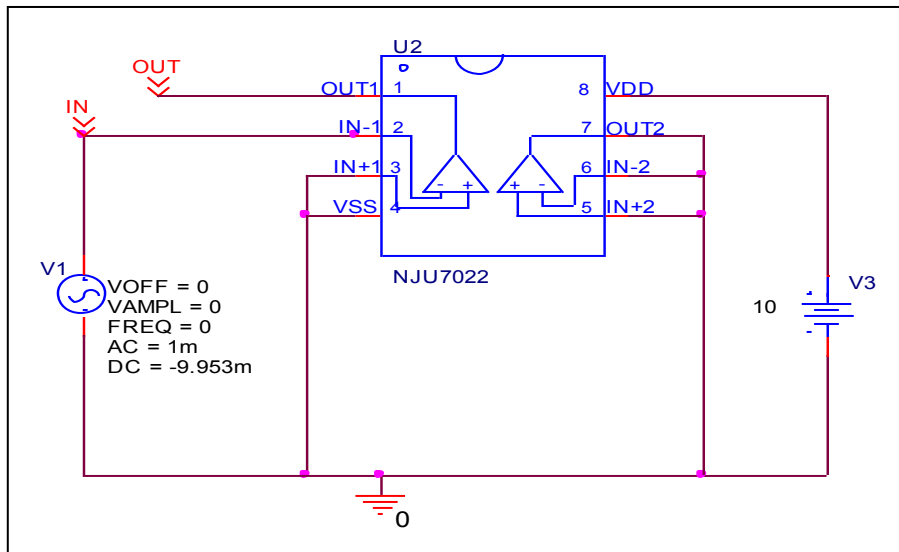 U2
OUT
OUT1 1 8 VDD
IN
IN-1 2 7 OUT2
IN+1 3 - + + - 6 IN-2
VSS 4 5 IN+2
NJU7022
V1
VOFF = 0
VAMPL = 0
FREQ = 0
AC = 1m
DC = -9.953m
10 V3
0